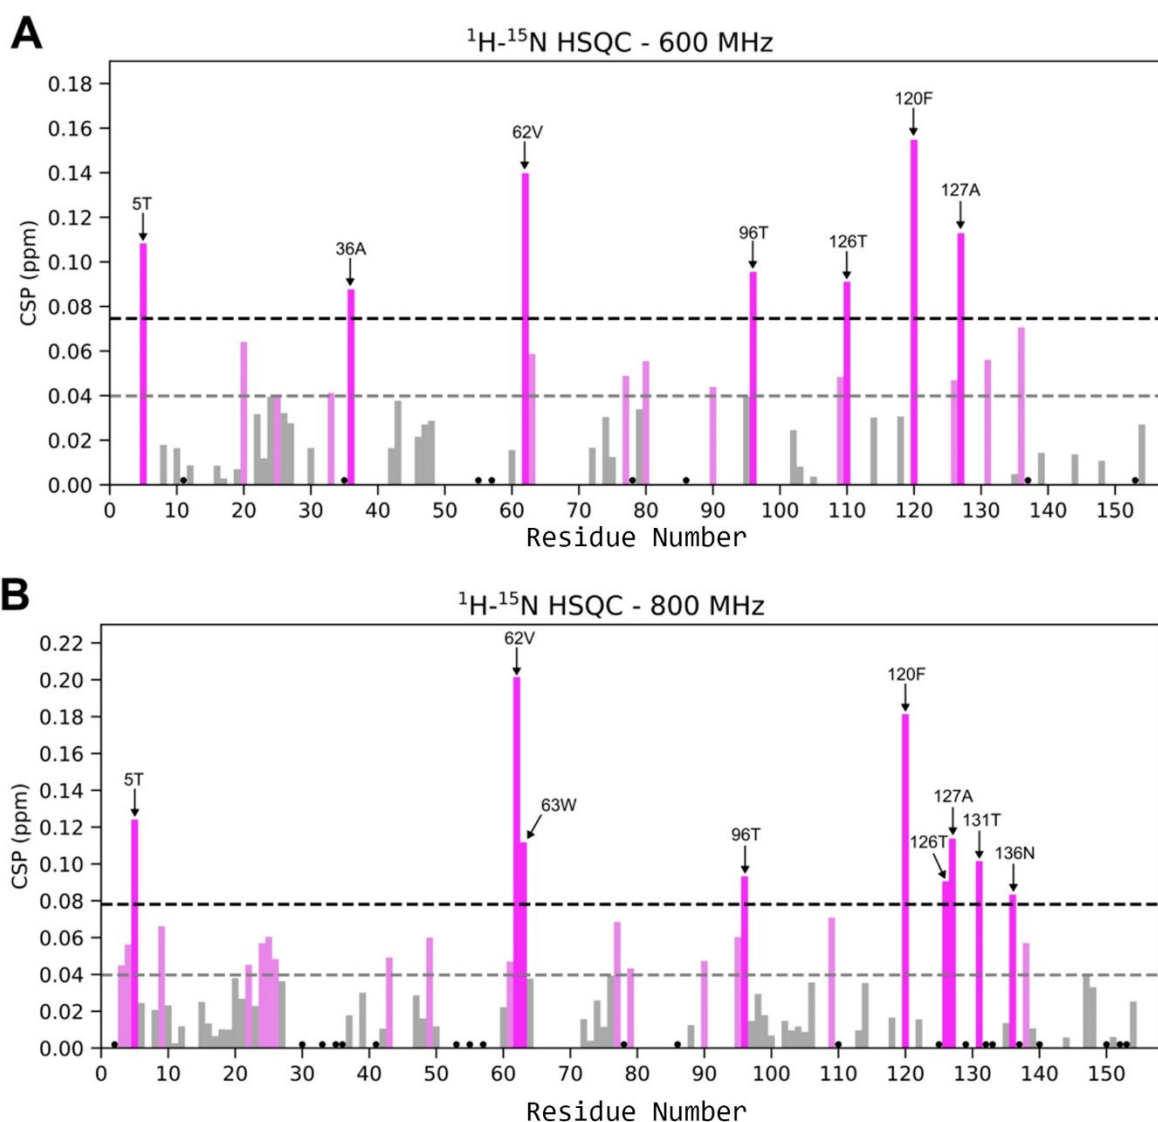 A
¹H-¹⁵N HSQC - 600 MHz
CSP (ppm)
0.18
0.16
0.14
0.12
0.10
0.08
0.06
0.04
0.02
0.00
5T
36A
62V
96T
126T
120F
127A
0 10 20 30 40 50 60 70 80 90 100 110 120 130 140 150
Residue Number
B
¹H-¹⁵N HSQC - 800 MHz
CSP (ppm)
0.22
0.20
0.18
0.16
0.14
0.12
0.10
0.08
0.06
0.04
0.02
0.00
5T
62V
63W
96T
120F
126T
127A
131T
136N
0 10 20 30 40 50 60 70 80 90 100 110 120 130 140 150
Residue Number